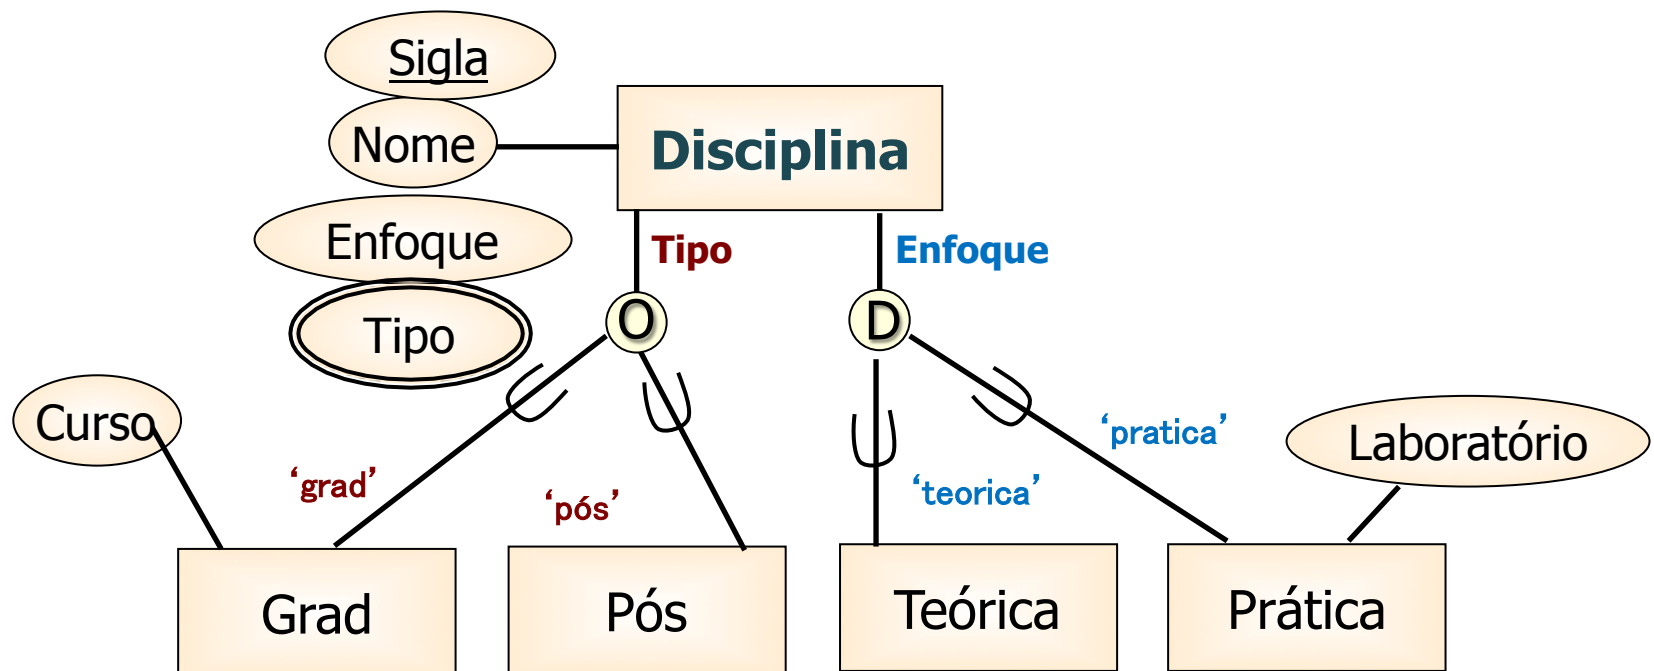 Sigla
Nome
Disciplina
Enfoque
Tipo
Tipo
Enfoque
O
D
Curso
Laboratório
‘grad’
‘pós’
‘teorica’
‘pratica’
Grad
Pós
Teórica
Prática